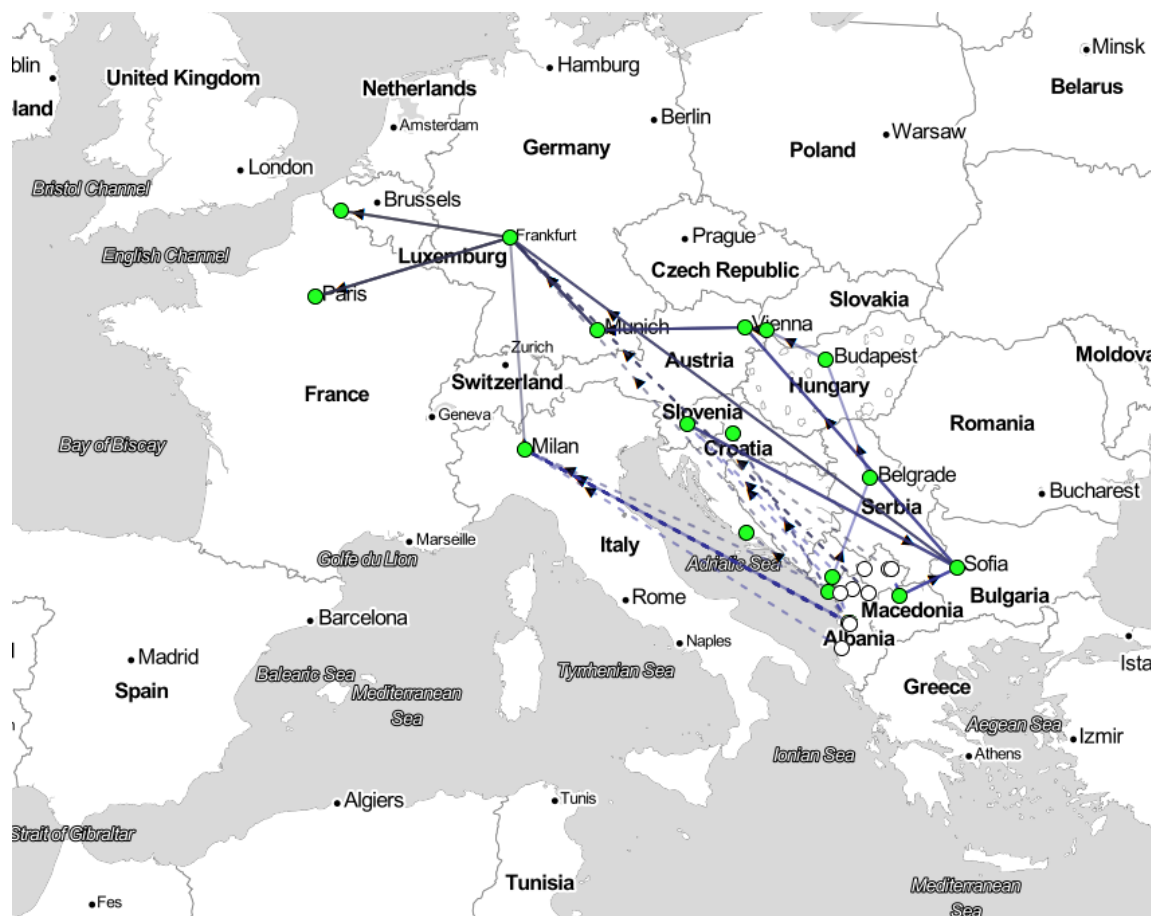 Minsk
blin
United Kingdom
Hamburg
Netherlands
Belarus
land
Amsterdam
Berlin
Warsaw
Germany
Poland
London
Bristol Channel
Brussels
Frankfurt
Prague
English Channel
Luxemburg
Czech Republic
Paris
Slovakia
Munich
Vienna
Zurich
Austria
Budapest
Moldova
Switzerland
Hungary
France
Geneva
Slovenia
Romania
Bay of Biscay
Milan
Croatia
Belgrade
Bucharest
Serbia
Marseille
Italy
Golfe du Lion
Adriatic Sea
Sofia
Rome
Bulgaria
Barcelona
Macedonia
Albania
Naples
Madrid
Ista
Balearic Sea
Tyrrhenian Sea
Spain
Mediterranean
Sea
Greece
Aegean Sea
Izmir
Ionian Sea
Athens
Algiers
Tunis
Strait of Gibraltar
Tunisia
Mediterranean
Sea
Fes